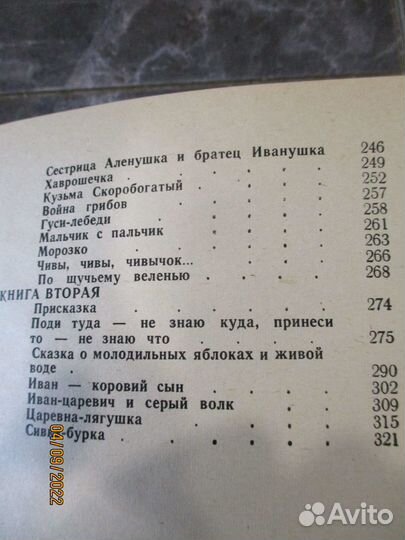 Сестрица Аленушка и братец Иванушка 246
Хаврошечка 249
Кузьма Скоробогатый 252
Война грибов 257
Гуси-лебеди 258
Мальчик с пальчик 261
Морозко 263
Чивы, чивы, чивычок... 266
По щучьему веленью 268
КНИГА ВТОРАЯ
Присказка 274
Поди туда — не знаю куда, принеси
то — не знаю что 275
Сказка о молодильных яблоках и живой
воде 290
Иван — коровий сын 302
Иван-царевич и серый волк 309
Царевна-лягушка 315
Сивка-бурка 321
04/09/2022
Avito